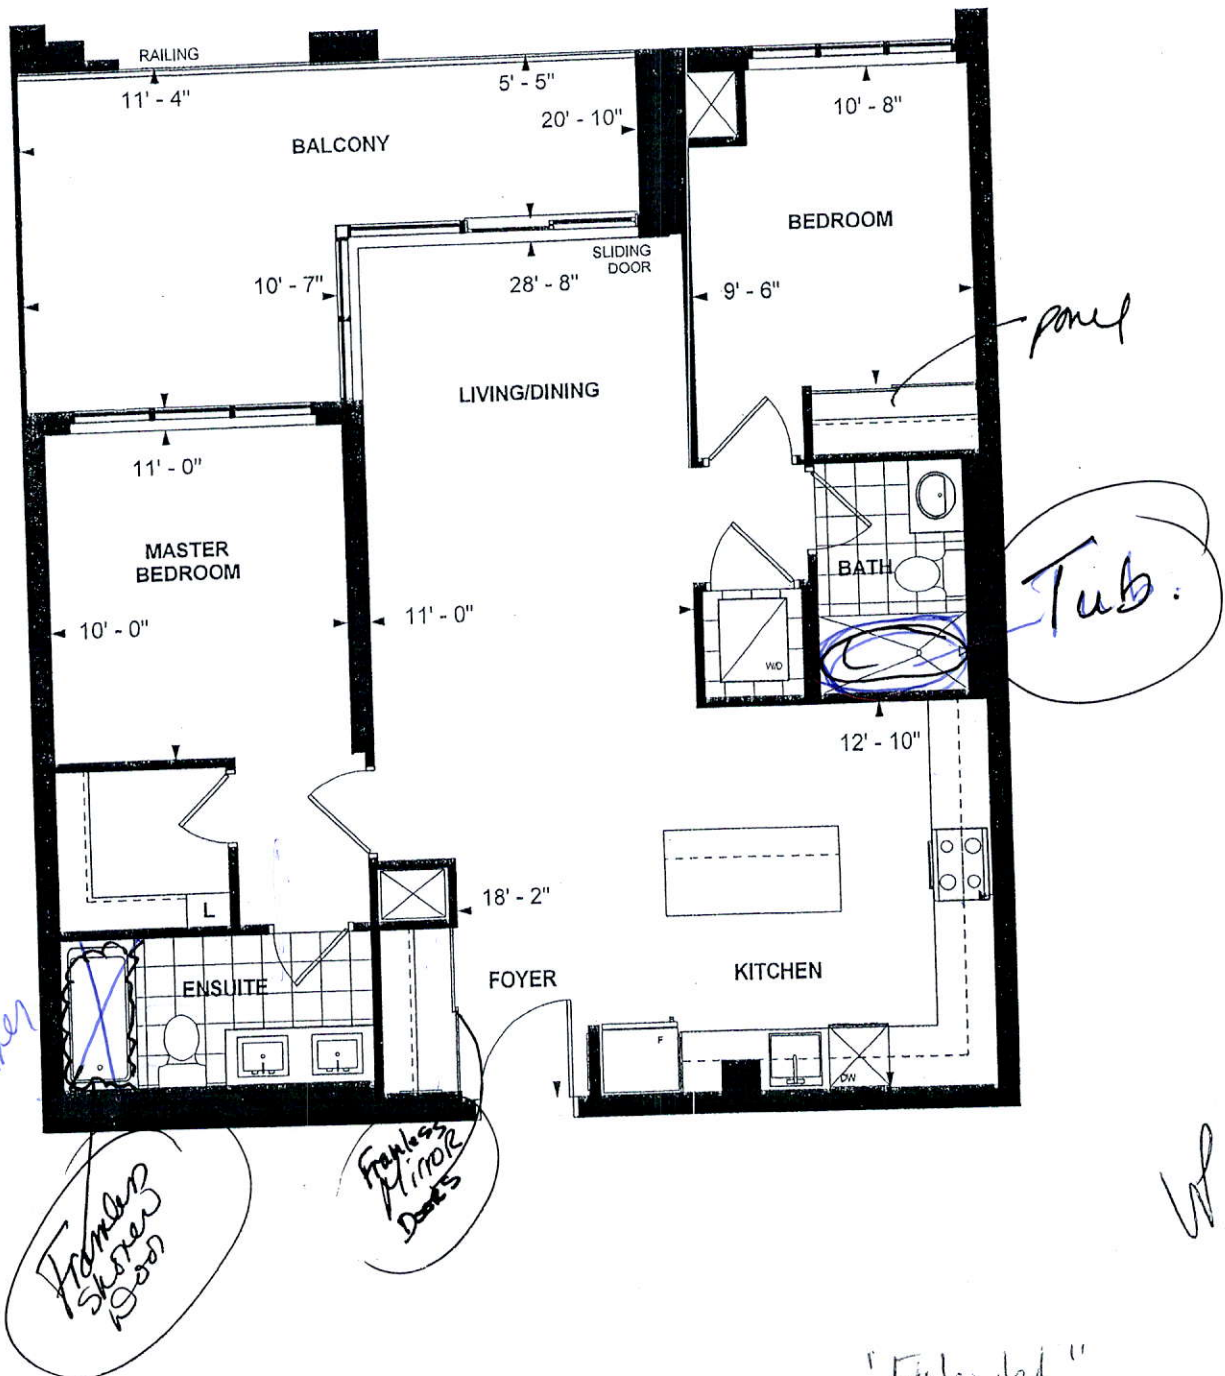 RAILING
11' - 4"
5' - 5"
20' - 10"
10' - 8"
BALCONY
BEDROOM
SLIDING
DOOR
10' - 7"
28' - 8"
9' - 6"
panel
LIVING/DINING
11' - 0"
MASTER
BEDROOM
BATH
Tub.
10' - 0"
11' - 0"
W/D
12' - 10"
L
18' - 2"
ENSUITE
FOYER
KITCHEN
F
DW
Frameless
Shower
Door
Framless
Mirror
Doors